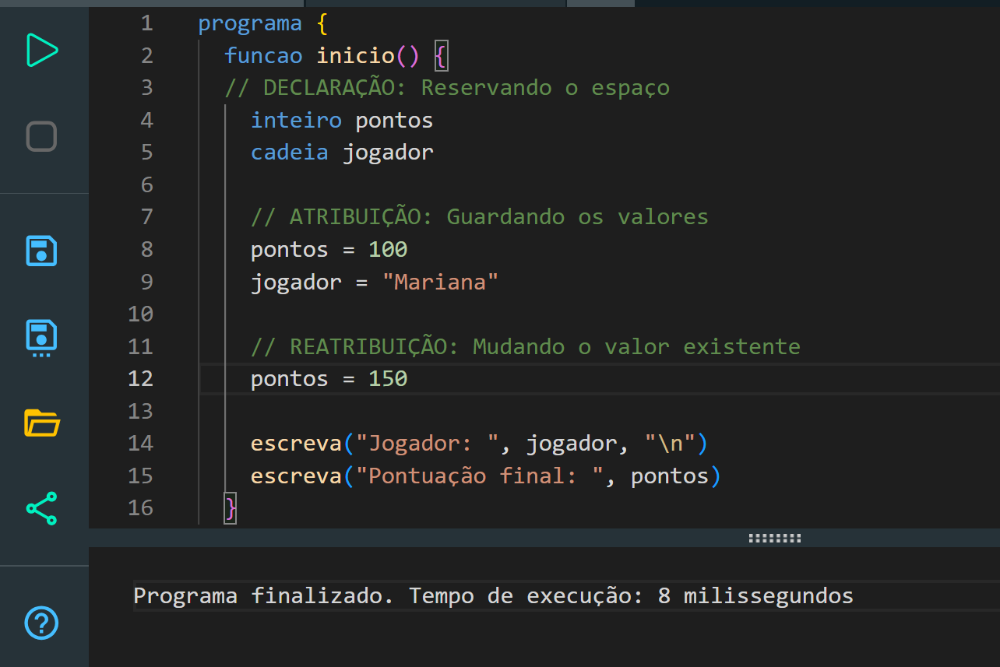 1 programa {
2 funcao inicio() {
3 // DECLARAÇÃO: Reservando o espaço
4 inteiro pontos
5 cadeia jogador
6
7 // ATRIBUIÇÃO: Guardando os valores
8 pontos = 100
9 jogador = "Mariana"
10
11 // REATRIBUIÇÃO: Mudando o valor existente
12 pontos = 150
13
14 escreva("Jogador: ", jogador, "\n")
15 escreva("Pontuação final: ", pontos)
16 }
Programa finalizado. Tempo de execução: 8 milissegundos